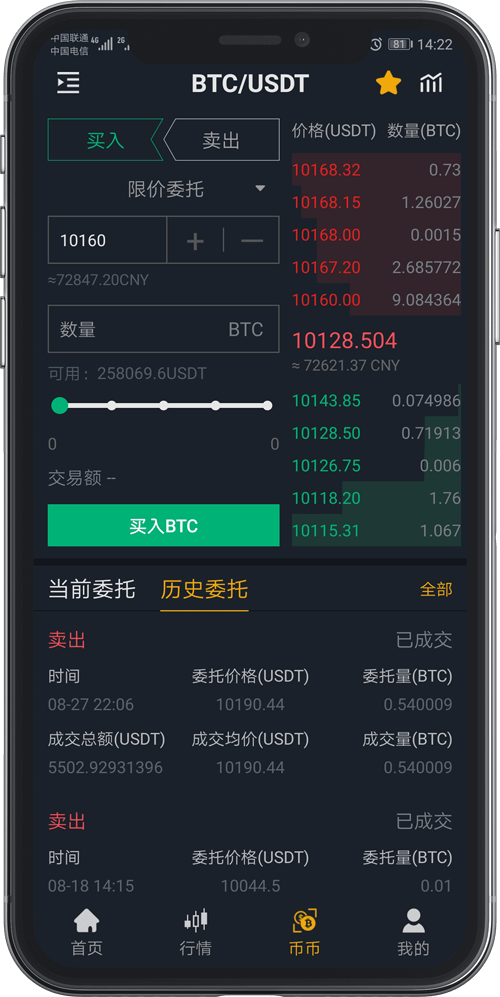 中国联通 4G 2G
中国电信
81 14:22
BTC/USDT
买入 卖出
限价委托
10160
≈72847.20CNY
数量 BTC
可用：258069.6USDT
0 0
交易额 --
买入BTC
价格(USDT) 数量(BTC)
10168.32 0.73
10168.15 1.26027
10168.00 0.0015
10167.20 2.685772
10160.00 9.084364
10128.504
≈ 72621.37 CNY
10143.85 0.074986
10128.50 0.71913
10126.75 0.006
10118.20 1.76
10115.31 1.067
当前委托 历史委托 全部
卖出 已成交
时间 委托价格(USDT) 委托量(BTC)
08-27 22:06 10190.44 0.540009
成交总额(USDT) 成交均价(USDT) 成交量(BTC)
5502.92931396 10190.44 0.540009
卖出 已成交
时间 委托价格(USDT) 委托量(BTC)
08-18 14:15 10044.5 0.01
首页 行情 币币 我的